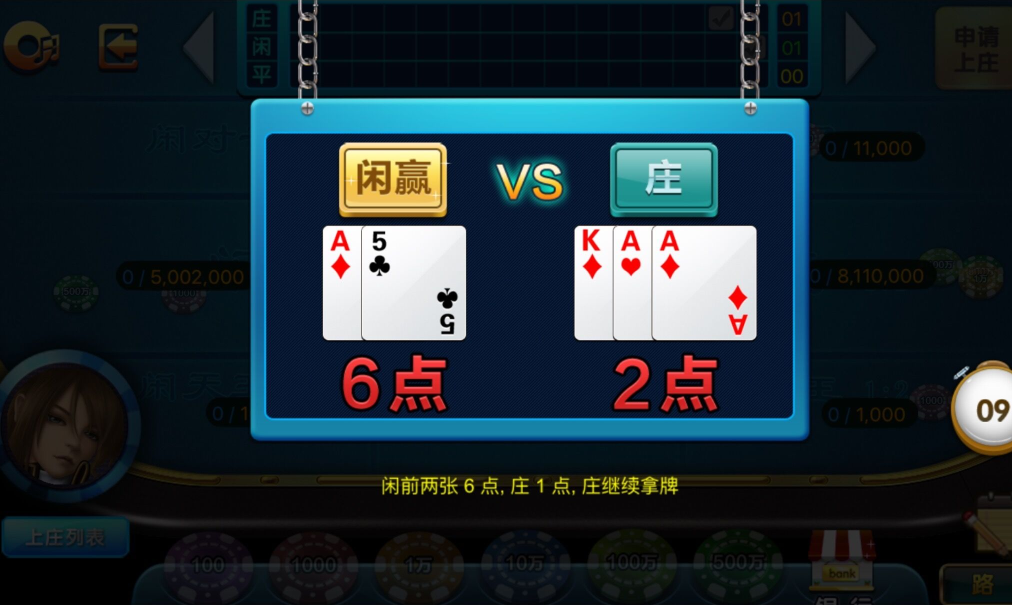 庄
闲
平
01
01
00
申请
上庄
闲赢
VS
庄
A
5
5
K
A
A
A
6点
2点
0 / 11,000
0 / 5,002,000
0 / 8,110,000
0 / 1,000
09
闲前两张 6 点, 庄 1 点, 庄继续拿牌
上庄列表
100
1000
1万
10万
100万
500万
bank
银行
路